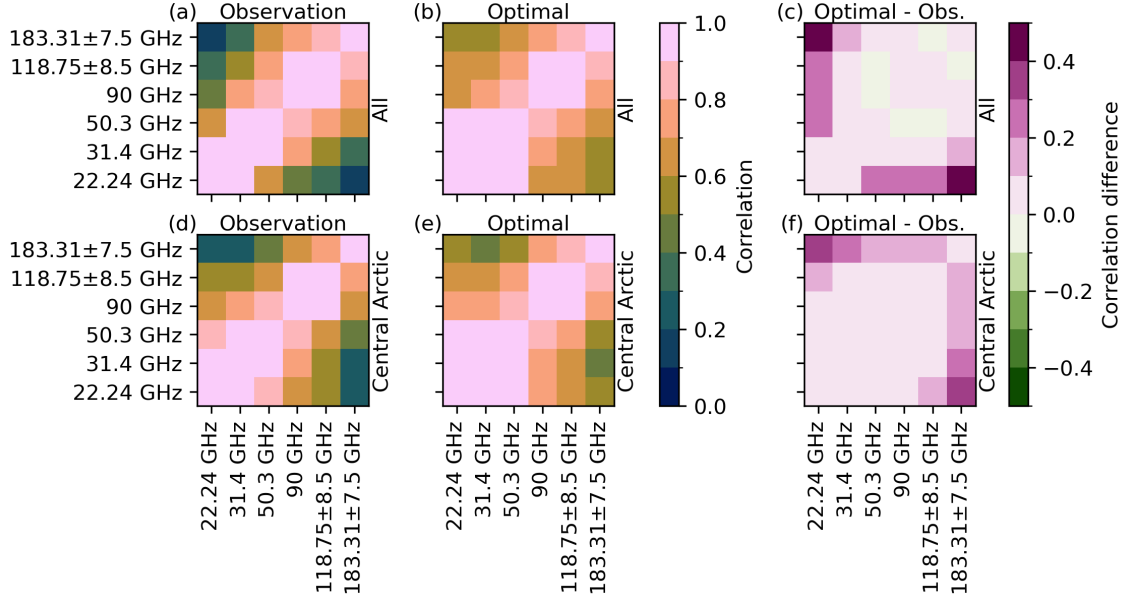 (a) Observation
(b) Optimal
(c) Optimal - Obs.
183.31±7.5 GHz
118.75±8.5 GHz
90 GHz
50.3 GHz
31.4 GHz
22.24 GHz
All
All
All
1.0
0.8
0.6
0.4
0.2
0.0
Correlation
0.4
0.2
0.0
−0.2
−0.4
Correlation difference
(d) Observation
(e) Optimal
(f) Optimal - Obs.
183.31±7.5 GHz
118.75±8.5 GHz
90 GHz
50.3 GHz
31.4 GHz
22.24 GHz
Central Arctic
Central Arctic
Central Arctic
22.24 GHz
31.4 GHz
50.3 GHz
90 GHz
118.75±8.5 GHz
183.31±7.5 GHz
22.24 GHz
31.4 GHz
50.3 GHz
90 GHz
118.75±8.5 GHz
183.31±7.5 GHz
22.24 GHz
31.4 GHz
50.3 GHz
90 GHz
118.75±8.5 GHz
183.31±7.5 GHz